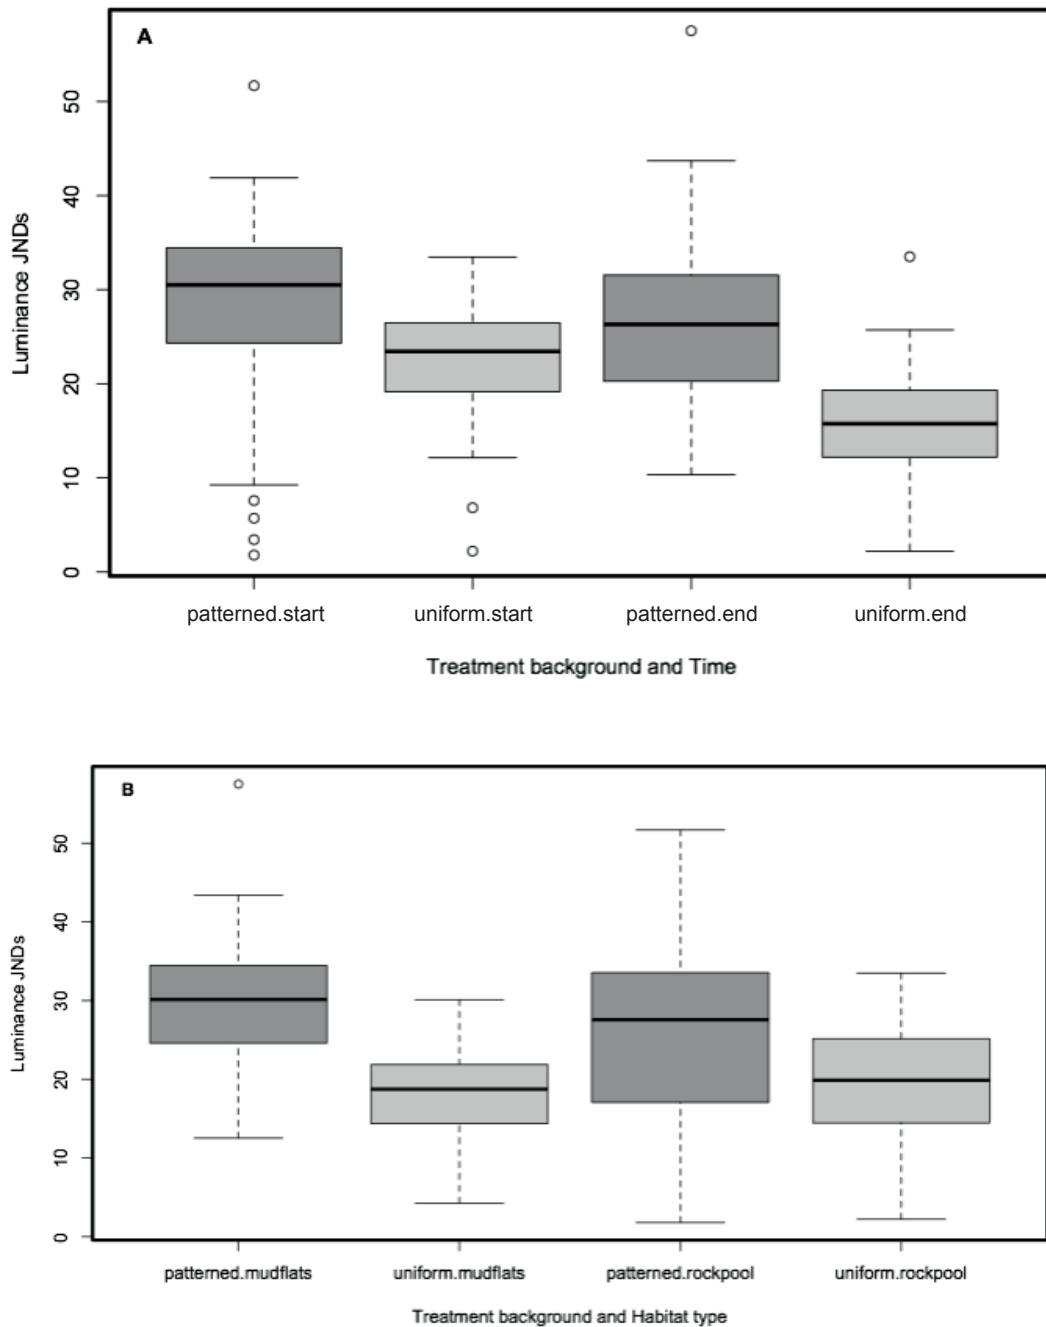 A
Luminance JNDs
50
40
30
20
10
0
patterned.start uniform.start patterned.end uniform.end
Treatment background and Time
B
Luminance JNDs
50
40
30
20
10
0
patterned.mudflats uniform.mudflats patterned.rockpool uniform.rockpool
Treatment background and Habitat type